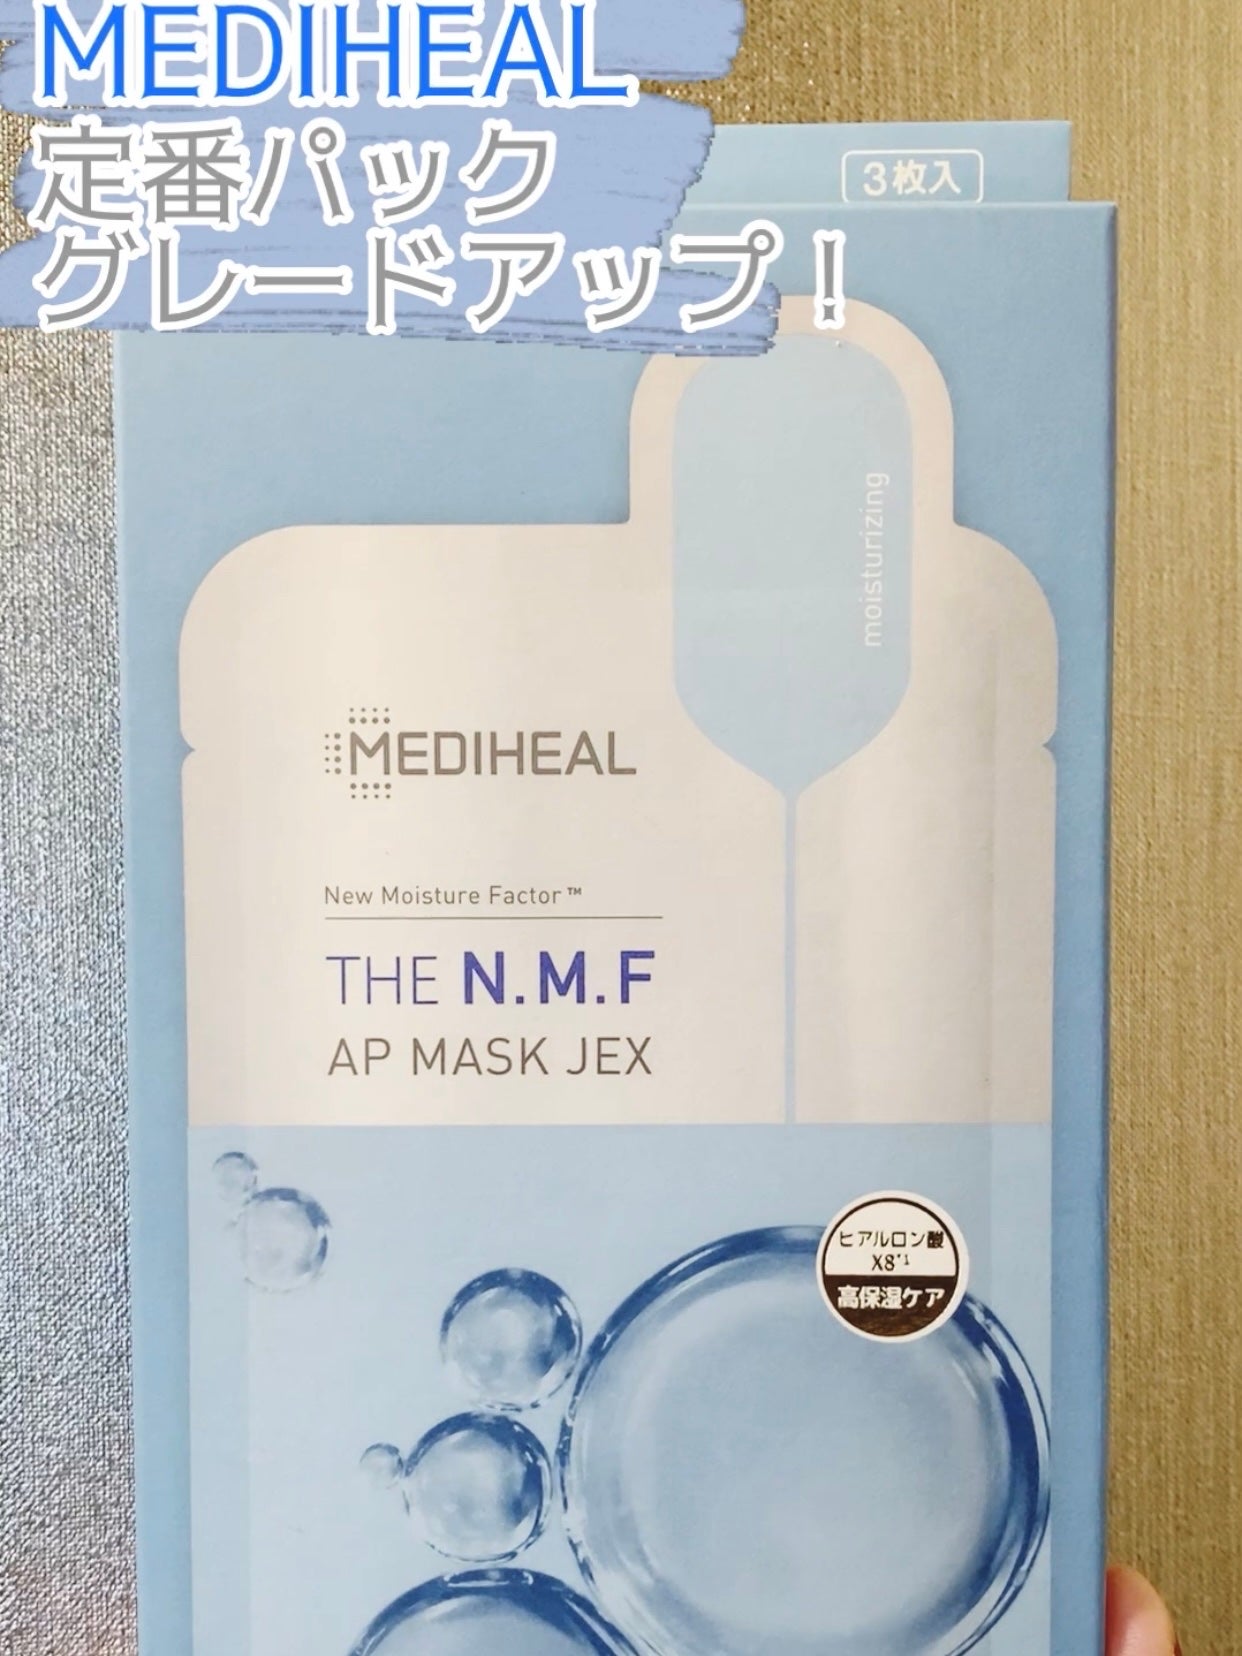 MEDIHEAL
定番パック
グレードアップ！
3枚入
moisturizing
MEDIHEAL
New Moisture Factor™
THE N.M.F
AP MASK JEX
ヒアルロン酸
X8*1
高保湿ケア